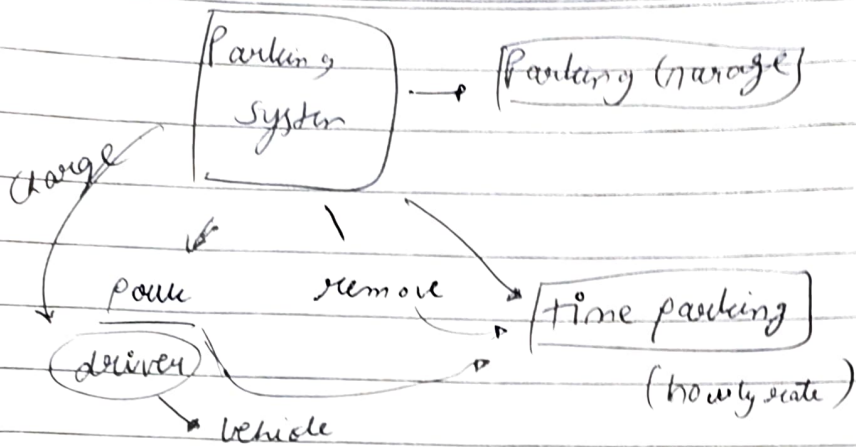 Parking
system
Parking Garage
charge
park
remove
time parking
driver
(hourly rate)
vehicle